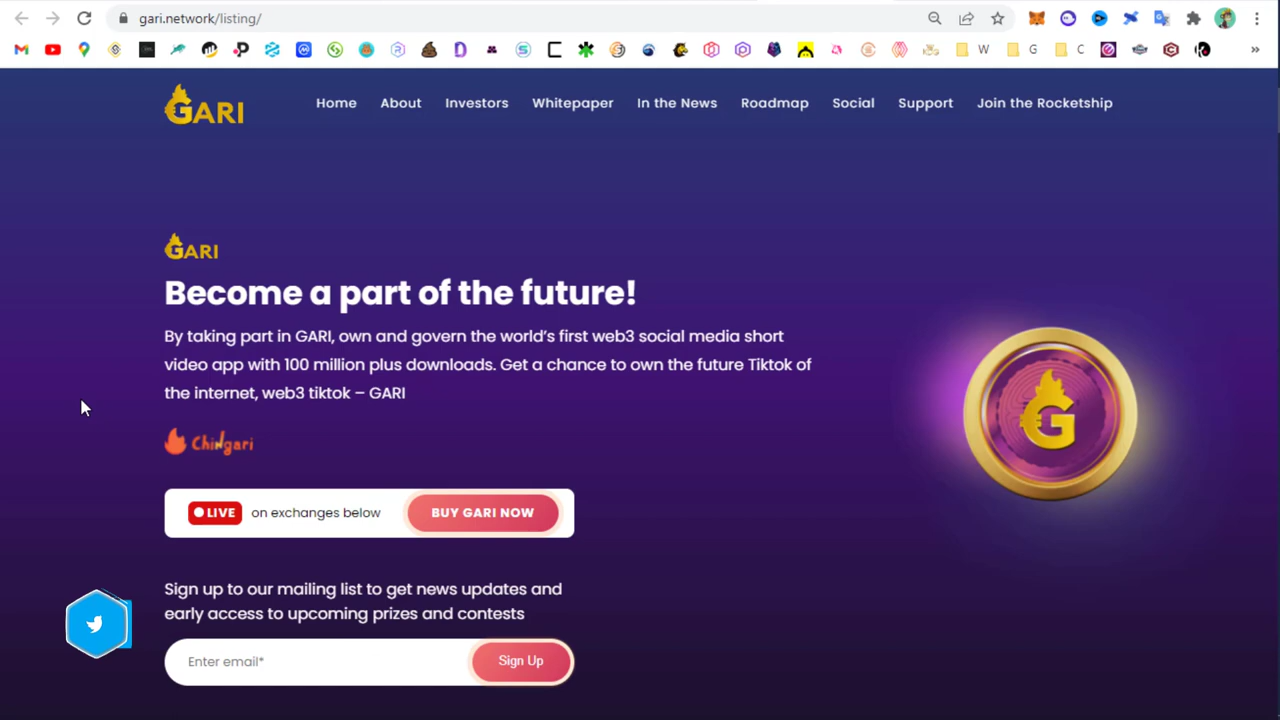 gari.network/listing/
W
G
C
GARI
Home
About
Investors
Whitepaper
In the News
Roadmap
Social
Support
Join the Rocketship
GARI
Become a part of the future!
By taking part in GARI, own and govern the world's first web3 social media short
video app with 100 million plus downloads. Get a chance to own the future Tiktok of
the internet, web3 tiktok – GARI
Chingari
LIVE on exchanges below
BUY GARI NOW
G
Sign up to our mailing list to get news updates and
early access to upcoming prizes and contests
Enter email*
Sign Up